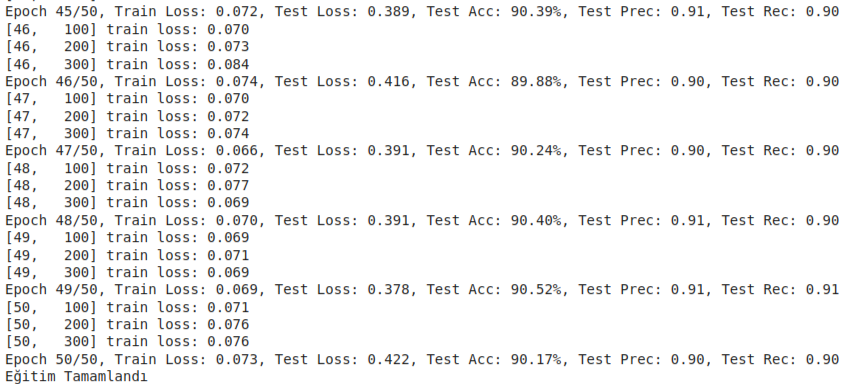 Epoch 45/50, Train Loss: 0.072, Test Loss: 0.389, Test Acc: 90.39%, Test Prec: 0.91, Test Rec: 0.90
[46,   100] train loss: 0.070
[46,   200] train loss: 0.073
[46,   300] train loss: 0.084
Epoch 46/50, Train Loss: 0.074, Test Loss: 0.416, Test Acc: 89.88%, Test Prec: 0.90, Test Rec: 0.90
[47,   100] train loss: 0.070
[47,   200] train loss: 0.072
[47,   300] train loss: 0.074
Epoch 47/50, Train Loss: 0.066, Test Loss: 0.391, Test Acc: 90.24%, Test Prec: 0.90, Test Rec: 0.90
[48,   100] train loss: 0.072
[48,   200] train loss: 0.077
[48,   300] train loss: 0.069
Epoch 48/50, Train Loss: 0.070, Test Loss: 0.391, Test Acc: 90.40%, Test Prec: 0.91, Test Rec: 0.90
[49,   100] train loss: 0.069
[49,   200] train loss: 0.071
[49,   300] train loss: 0.069
Epoch 49/50, Train Loss: 0.069, Test Loss: 0.378, Test Acc: 90.52%, Test Prec: 0.91, Test Rec: 0.91
[50,   100] train loss: 0.071
[50,   200] train loss: 0.076
[50,   300] train loss: 0.076
Epoch 50/50, Train Loss: 0.073, Test Loss: 0.422, Test Acc: 90.17%, Test Prec: 0.90, Test Rec: 0.90
Eğitim Tamamlandı